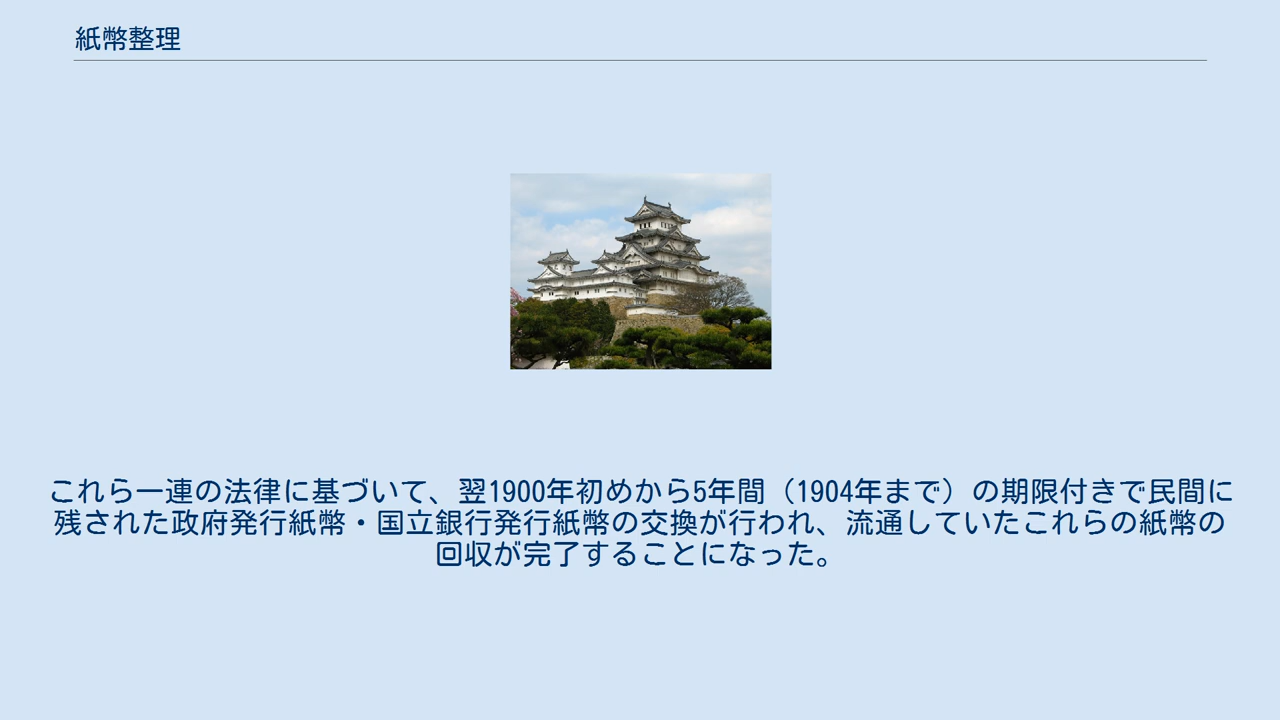 紙幣整理
これら一連の法律に基づいて、翌1900年初めから5年間（1904年まで）の期限付きで民間に
残された政府発行紙幣・国立銀行発行紙幣の交換が行われ、流通していたこれらの紙幣の
回収が完了することになった。